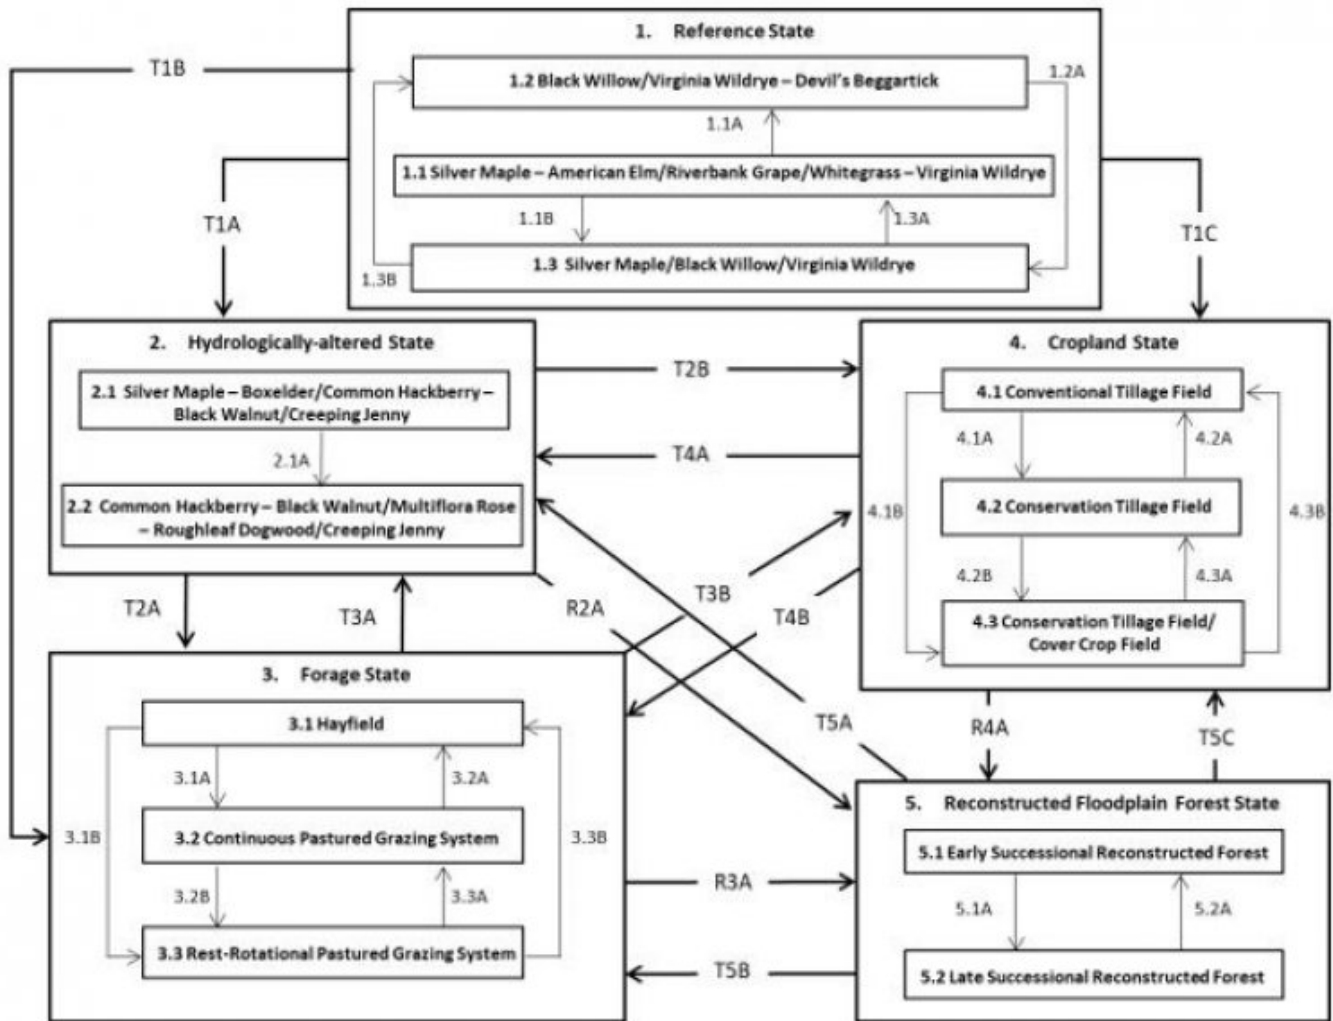 1. Reference State
T1B
1.2 Black Willow/Virginia Wildrye – Devil's Beggartick
1.2A
1.1A
1.1 Silver Maple – American Elm/Riverbank Grape/Whitegrass – Virginia Wildrye
T1A
1.1B
1.3A
T1C
1.3 Silver Maple/Black Willow/Virginia Wildrye
1.3B
2. Hydrologically-altered State
2.1 Silver Maple – Boxelder/Common Hackberry –
Black Walnut/Creeping Jenny
2.1A
2.2 Common Hackberry – Black Walnut/Multiflora Rose
– Roughleaf Dogwood/Creeping Jenny
T2B
T4A
4. Cropland State
4.1 Conventional Tillage Field
4.1A
4.2A
4.2 Conservation Tillage Field
4.1B
4.3B
4.2B
4.3A
4.3 Conservation Tillage Field/
Cover Crop Field
T2A
T3A
R2A
T3B
T4B
T5A
R4A
T5C
3. Forage State
3.1 Hayfield
3.1A
3.2A
3.2 Continuous Pastured Grazing System
3.1B
3.3B
3.2B
3.3A
3.3 Rest-Rotational Pastured Grazing System
R3A
T5B
5. Reconstructed Floodplain Forest State
5.1 Early Successional Reconstructed Forest
5.1A
5.2A
5.2 Late Successional Reconstructed Forest